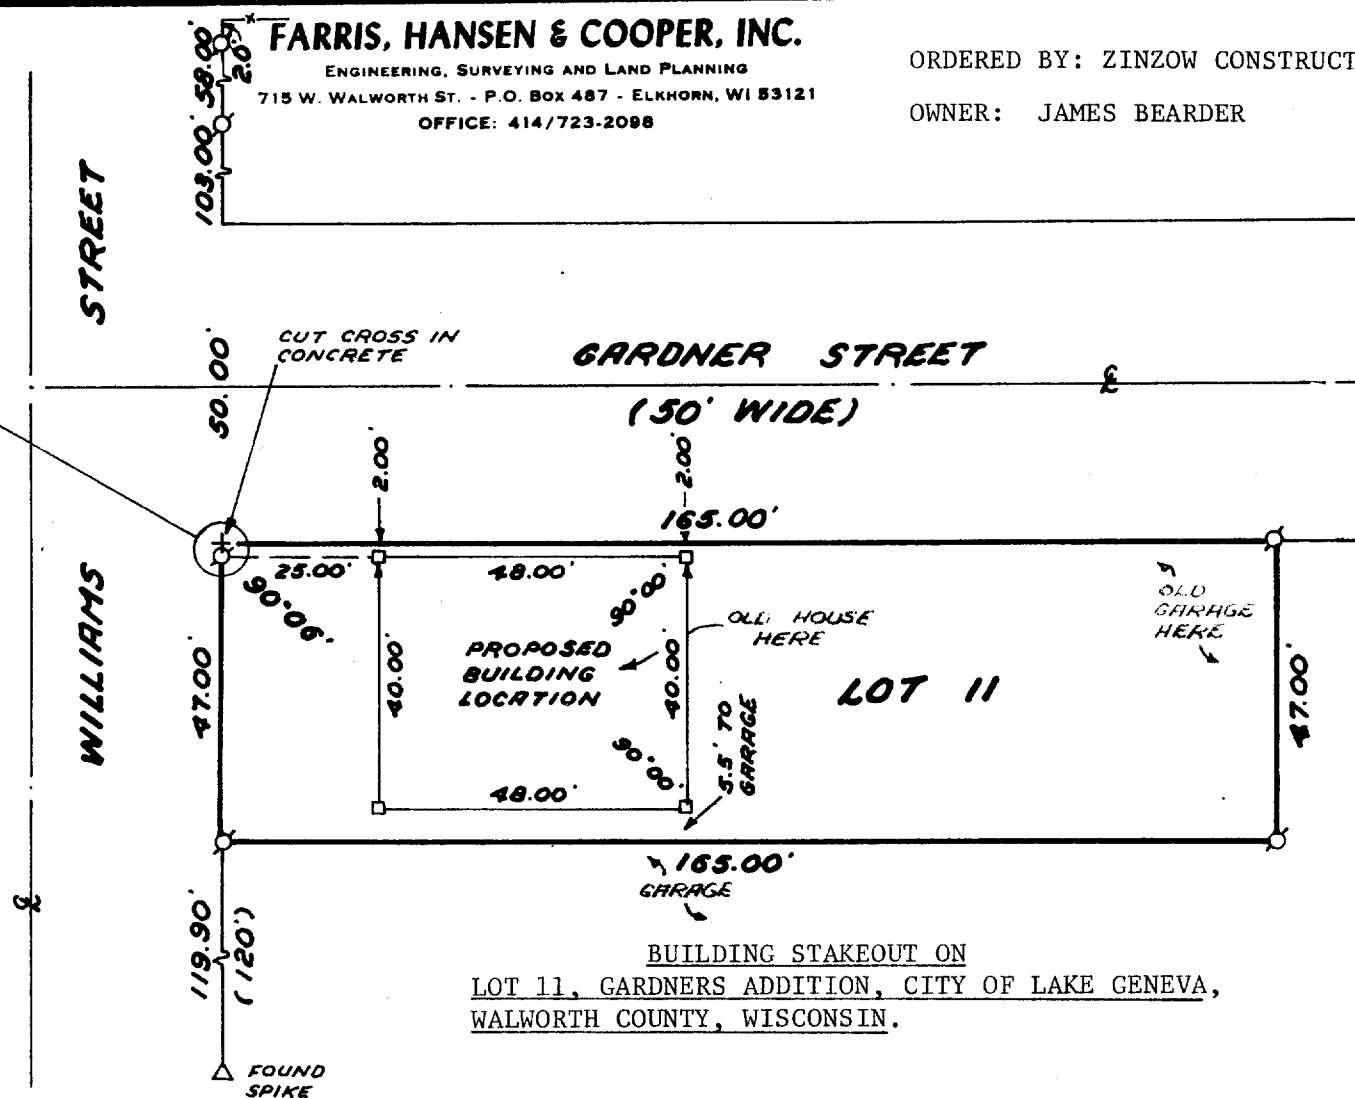 FARRIS, HANSEN & COOPER, INC.
ENGINEERING, SURVEYING AND LAND PLANNING
715 W. WALWORTH ST. - P.O. BOX 487 - ELKHORN, WI 53121
OFFICE: 414/723-2098
ORDERED BY: ZINZOW CONSTRUCT
OWNER: JAMES BEARDER
58.00'
2.0'
103.00'
STREET
50.00'
CUT CROSS IN
CONCRETE
GARDNER STREET
(50' WIDE)
℄
2.00'
2.00'
165.00'
25.00'
48.00'
90°06'
90°00'
OLD HOUSE
HERE
OLD
GARAGE
HERE
PROPOSED
BUILDING
LOCATION
40.00'
40.00'
LOT 11
WILLIAMS
47.00'
47.00'
90°00'
5.5' TO
GARAGE
48.00'
165.00'
GARAGE
℄
119.90'
(120')
BUILDING STAKEOUT ON
LOT 11, GARDNERS ADDITION, CITY OF LAKE GENEVA,
WALWORTH COUNTY, WISCONSIN.
FOUND
SPIKE